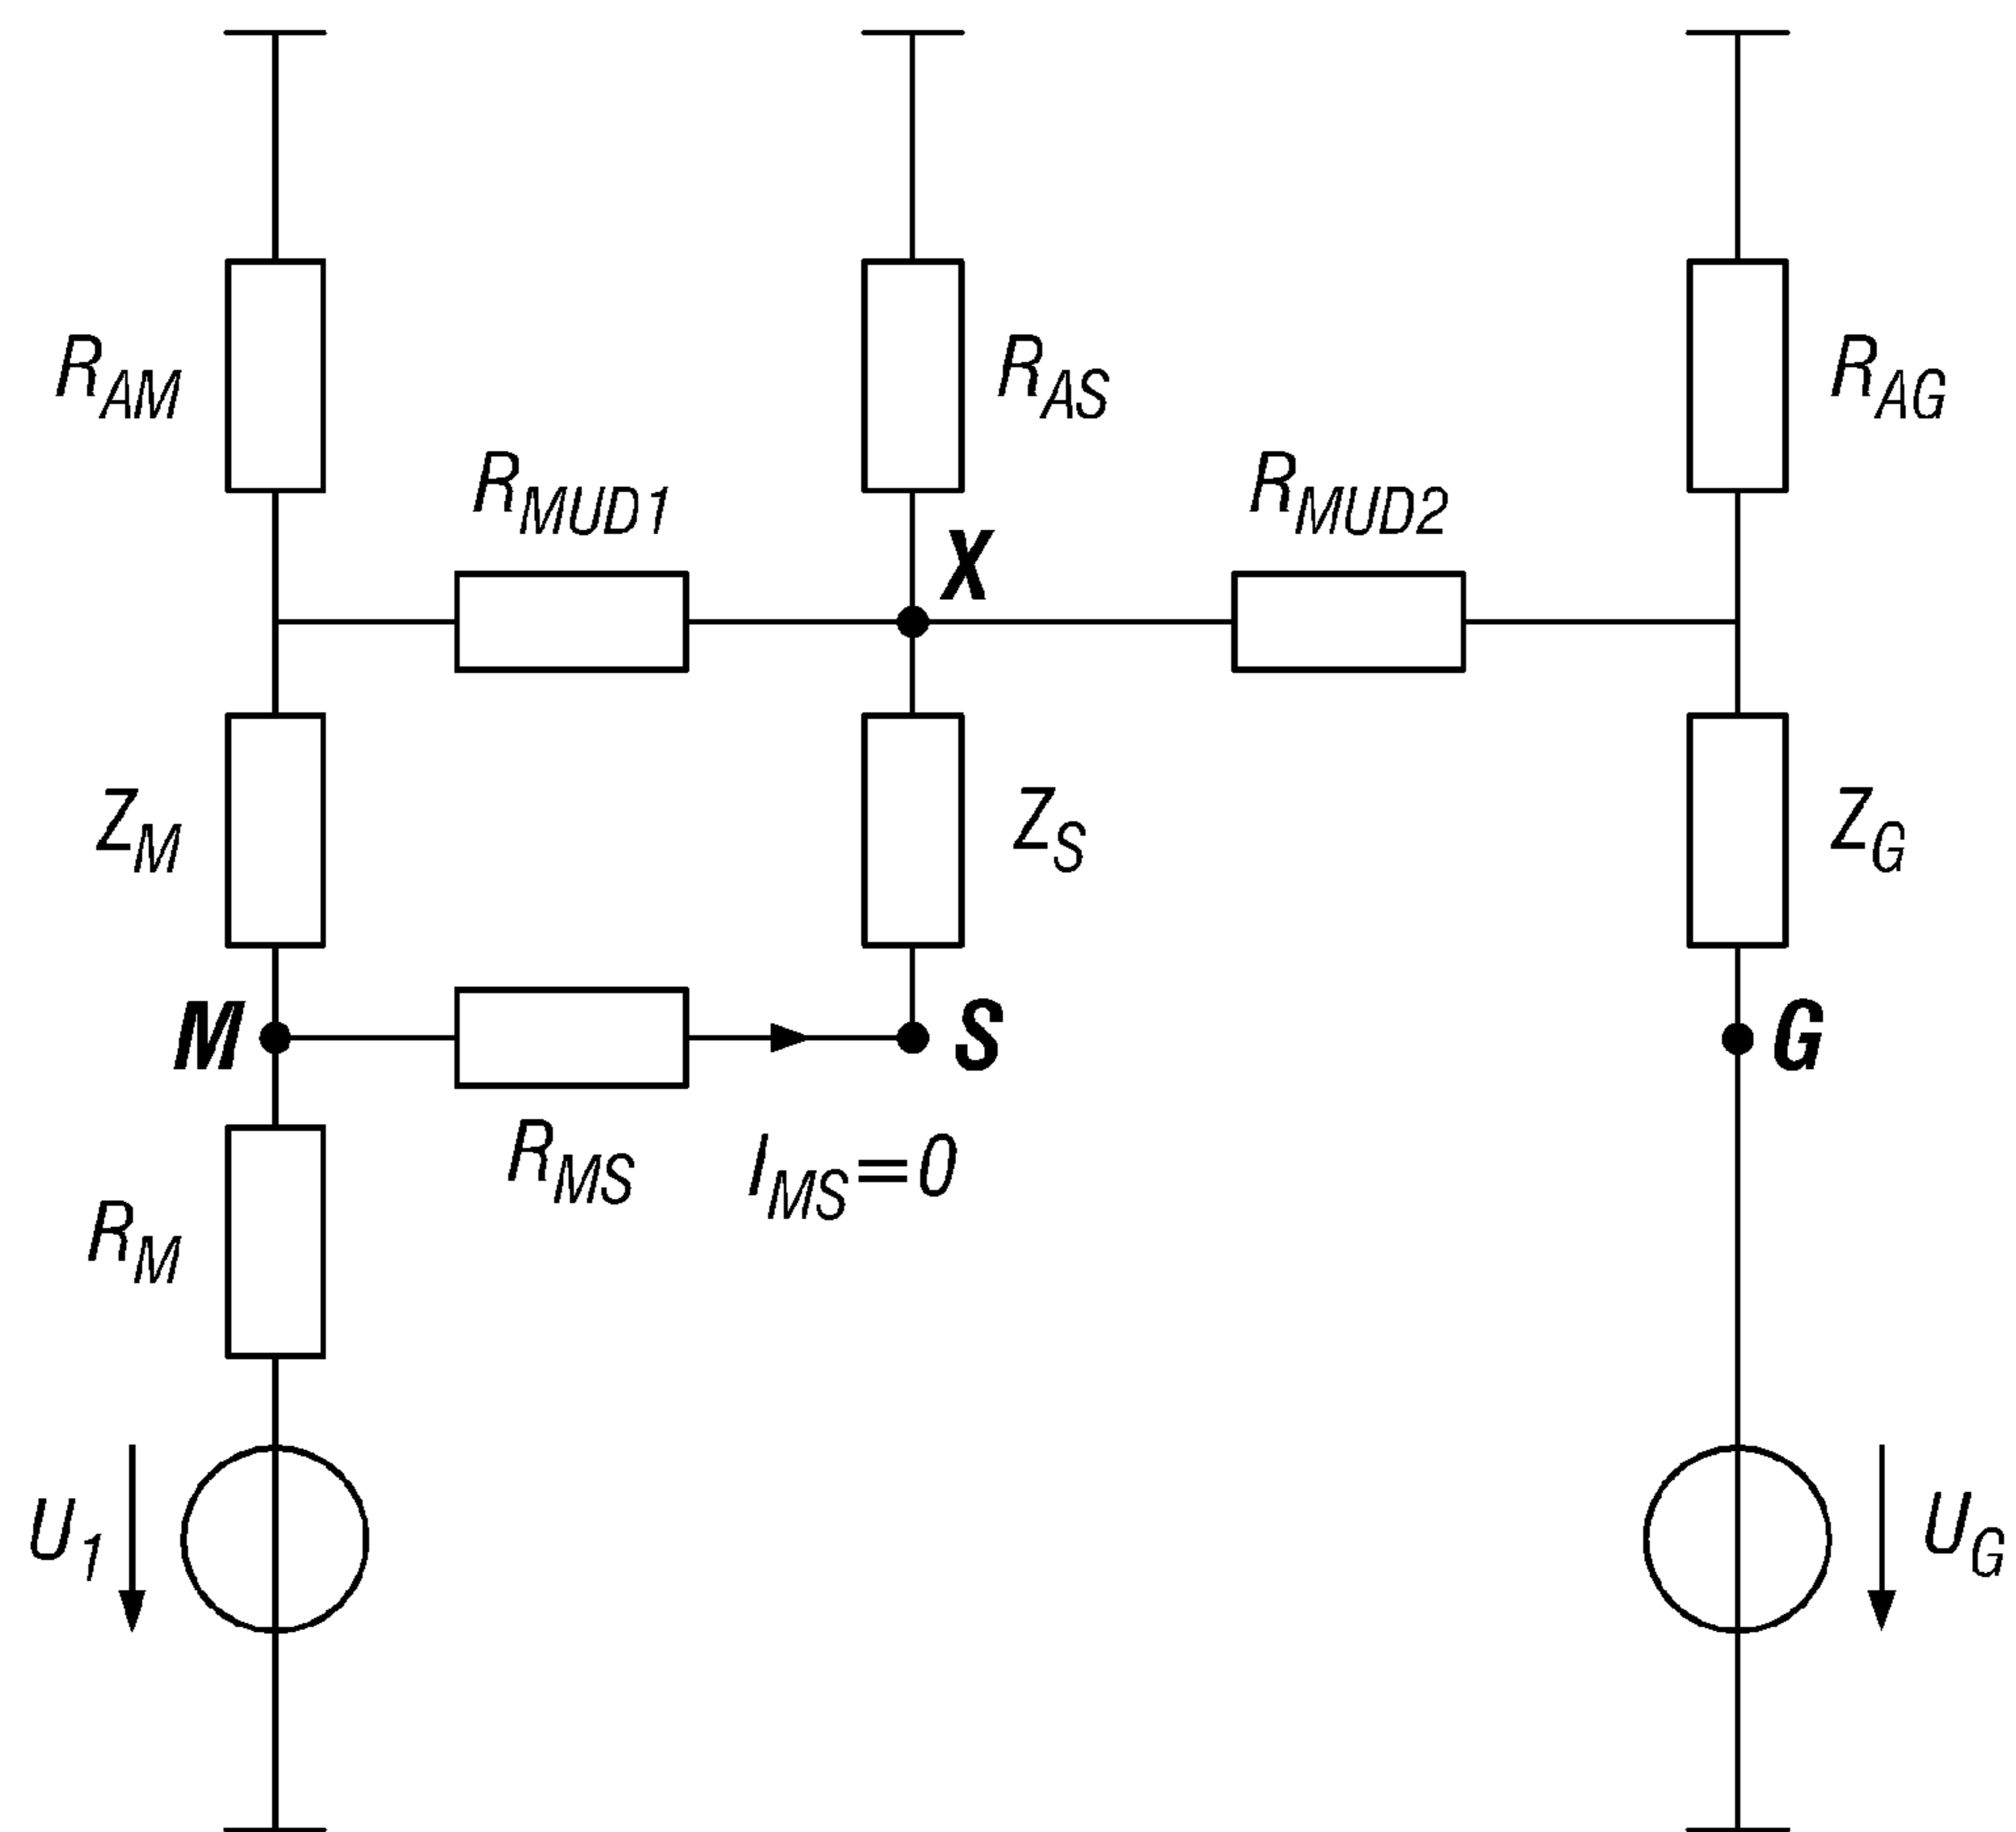 R_AM
R_AS
R_AG
R_MUD1
R_MUD2
X
Z_M
Z_S
Z_G
M
S
G
R_MS
I_MS=0
R_M
U_1
U_G